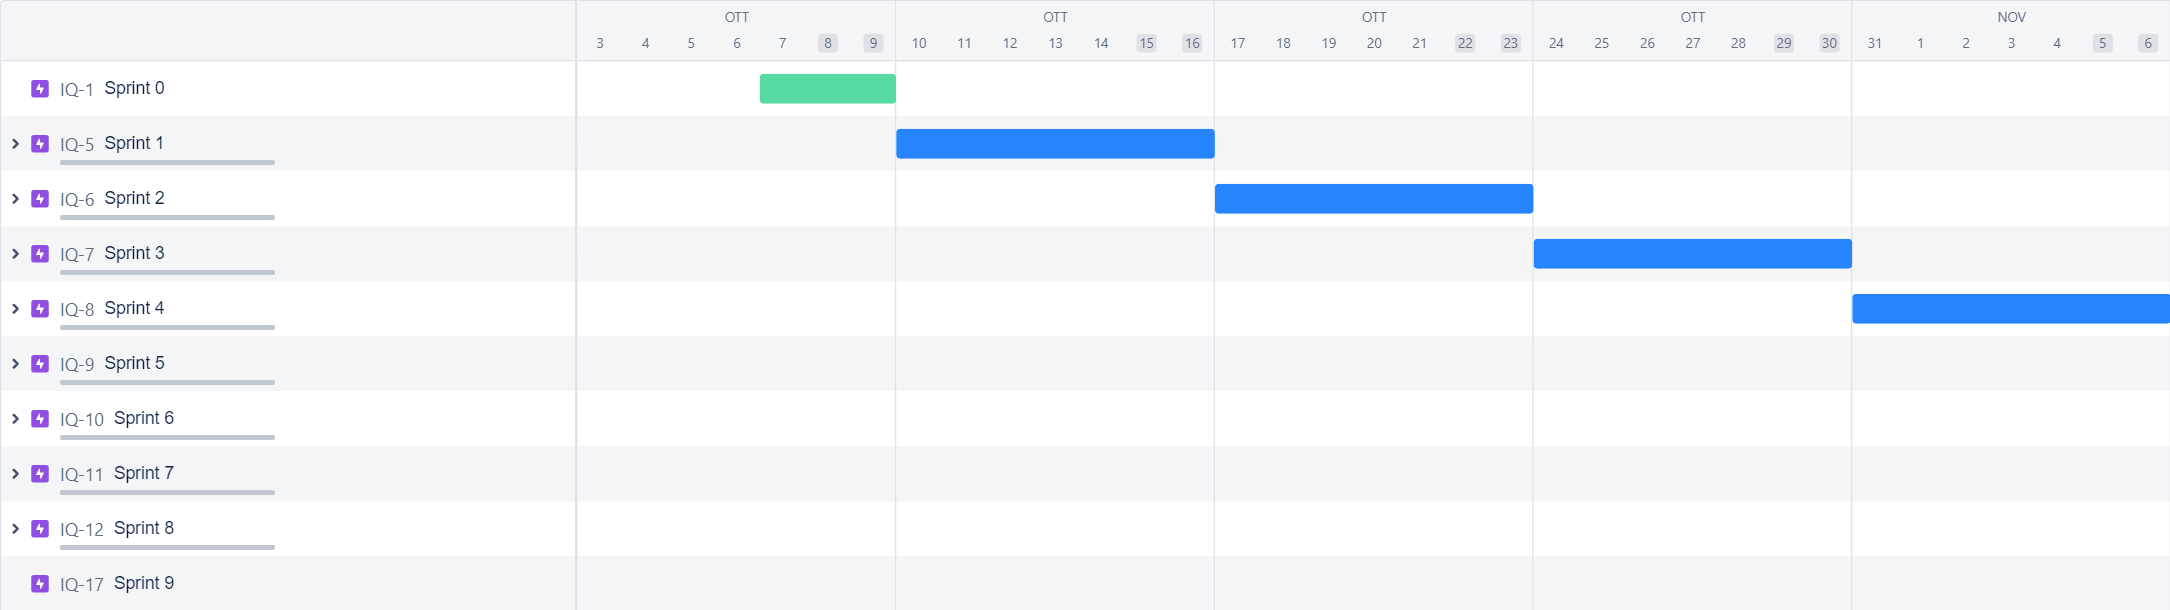 OTT OTT OTT OTT NOV
3 4 5 6 7 8 9 10 11 12 13 14 15 16 17 18 19 20 21 22 23 24 25 26 27 28 29 30 31 1 2 3 4 5 6
IQ-1 Sprint 0
IQ-5 Sprint 1
IQ-6 Sprint 2
IQ-7 Sprint 3
IQ-8 Sprint 4
IQ-9 Sprint 5
IQ-10 Sprint 6
IQ-11 Sprint 7
IQ-12 Sprint 8
IQ-17 Sprint 9